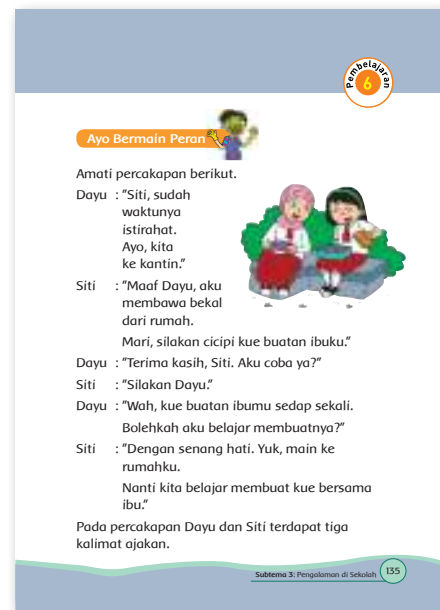 Pembelajaran
6
Ayo Bermain Peran
Amati percakapan berikut.
Dayu : "Siti, sudah
waktunya
istirahat.
Ayo, kita
ke kantin."
Siti : "Maaf Dayu, aku
membawa bekal
dari rumah.
Mari, silakan cicipi kue buatan ibuku."
Dayu : "Terima kasih, Siti. Aku coba ya?"
Siti : "Silakan Dayu."
Dayu : "Wah, kue buatan ibumu sedap sekali.
Bolehkah aku belajar membuatnya?"
Siti : "Dengan senang hati. Yuk, main ke
rumahku.
Nanti kita belajar membuat kue bersama
ibu."
Pada percakapan Dayu dan Siti terdapat tiga
kalimat ajakan.
Subtema 3: Pengalaman di Sekolah 135